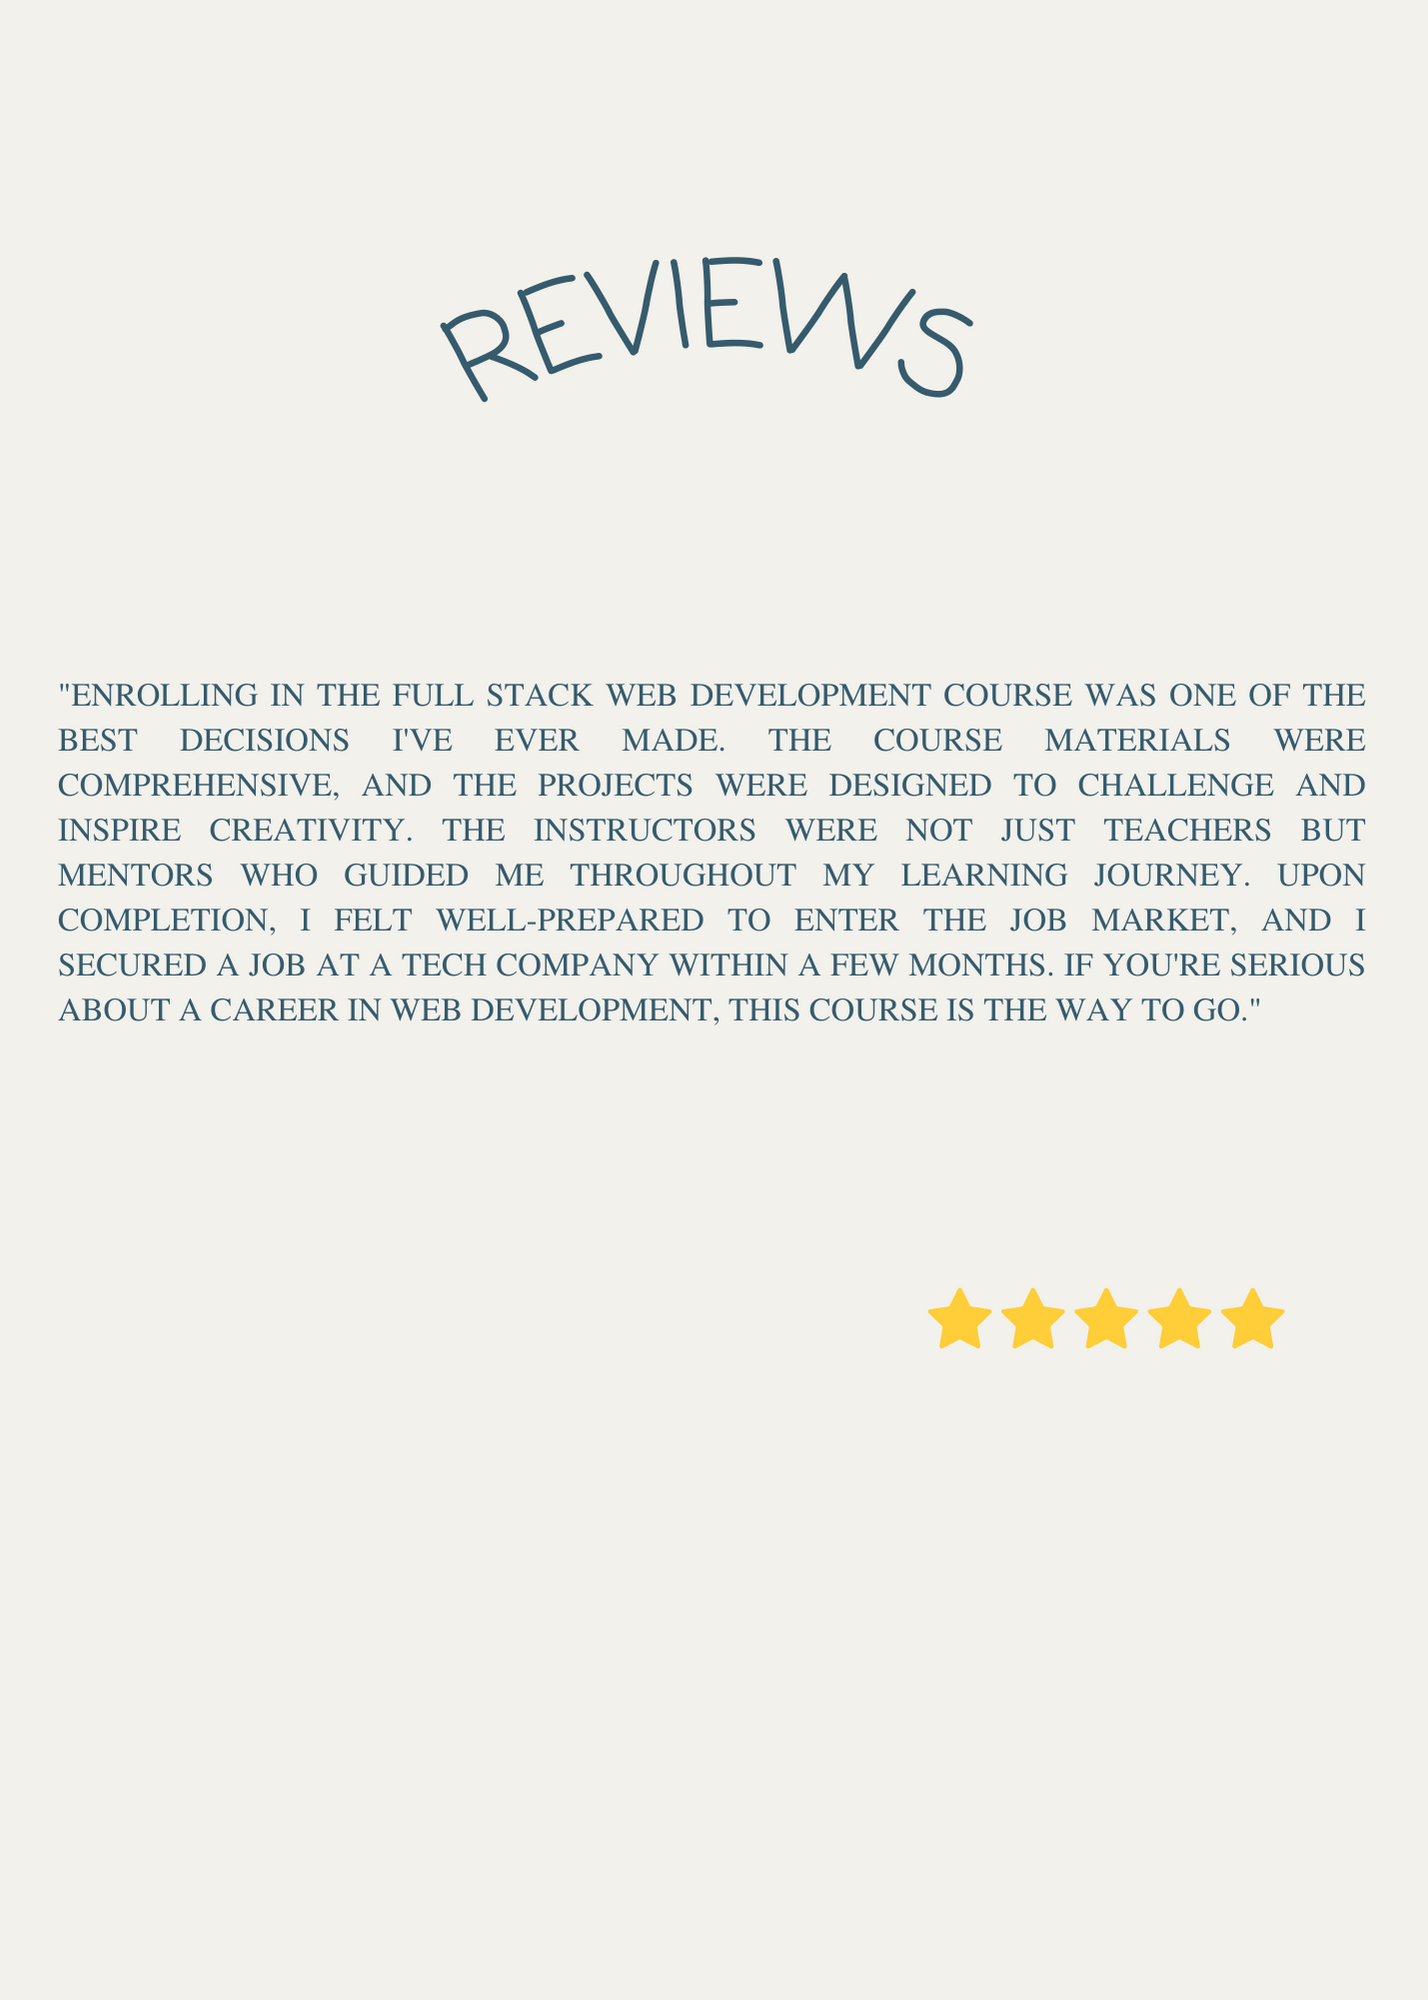 REVIEWS
"ENROLLING IN THE FULL STACK WEB DEVELOPMENT COURSE WAS ONE OF THE
BEST DECISIONS I'VE EVER MADE. THE COURSE MATERIALS WERE
COMPREHENSIVE, AND THE PROJECTS WERE DESIGNED TO CHALLENGE AND
INSPIRE CREATIVITY. THE INSTRUCTORS WERE NOT JUST TEACHERS BUT
MENTORS WHO GUIDED ME THROUGHOUT MY LEARNING JOURNEY. UPON
COMPLETION, I FELT WELL-PREPARED TO ENTER THE JOB MARKET, AND I
SECURED A JOB AT A TECH COMPANY WITHIN A FEW MONTHS. IF YOU'RE SERIOUS
ABOUT A CAREER IN WEB DEVELOPMENT, THIS COURSE IS THE WAY TO GO."